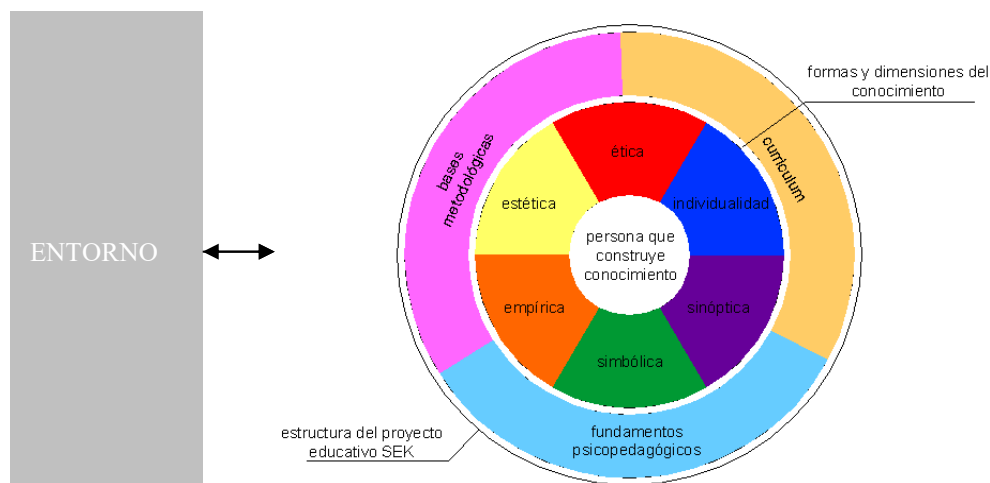 formas y dimensiones del
conocimiento
bases
metodológicas
currículum
ética
estética
individualidad
persona que
construye
conocimiento
ENTORNO
empírica
sinóptica
simbólica
estructura del proyecto
educativo SEK
fundamentos
psicopedagógicos